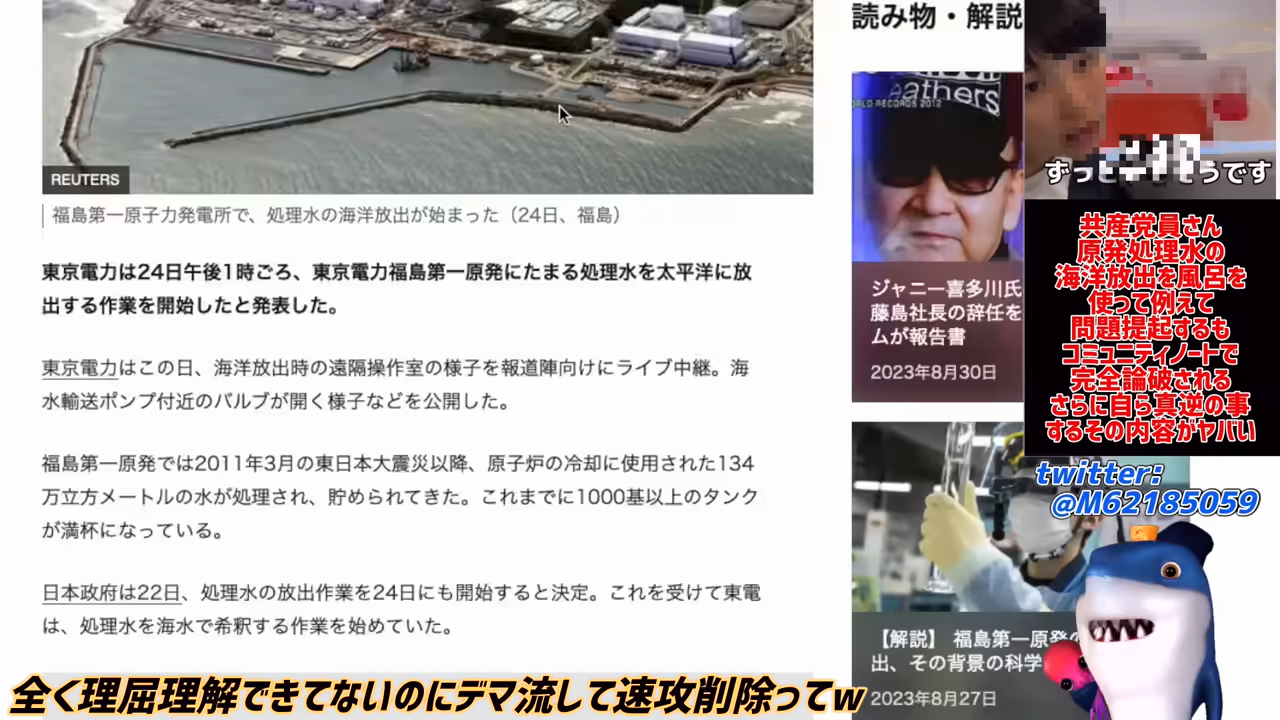 REUTERS
福島第一原子力発電所で、処理水の海洋放出が始まった（24日、福島）
東京電力は24日午後1時ごろ、東京電力福島第一原発にたまる処理水を太平洋に放
出する作業を開始したと発表した。
東京電力はこの日、海洋放出時の遠隔操作室の様子を報道陣向けにライブ中継。海
水輸送ポンプ付近のバルブが開く様子などを公開した。
福島第一原発では2011年3月の東日本大震災以降、原子炉の冷却に使用された134
万立方メートルの水が処理され、貯められてきた。これまでに1000基以上のタンク
が満杯になっている。
日本政府は22日、処理水の放出作業を24日にも開始すると決定。これを受けて東電
は、処理水を海水で希釈する作業を始めていた。
読み物・解説
eathers
WORLD RECORDS 2012
ジャニー喜多川氏
藤島社長の辞任を
ムが報告書
2023年8月30日
【解説】 福島第一原発の
出、その背景の科学
2023年8月27日
ずっと うです
共産党員さん
原発処理水の
海洋放出を風呂を
使って例えて
問題提起するも
コミュニティノートで
完全論破される
さらに自ら真逆の事
するその内容がヤバい
twitter:
@M62185059
全く理屈理解できてないのにデマ流して速攻削除ってw